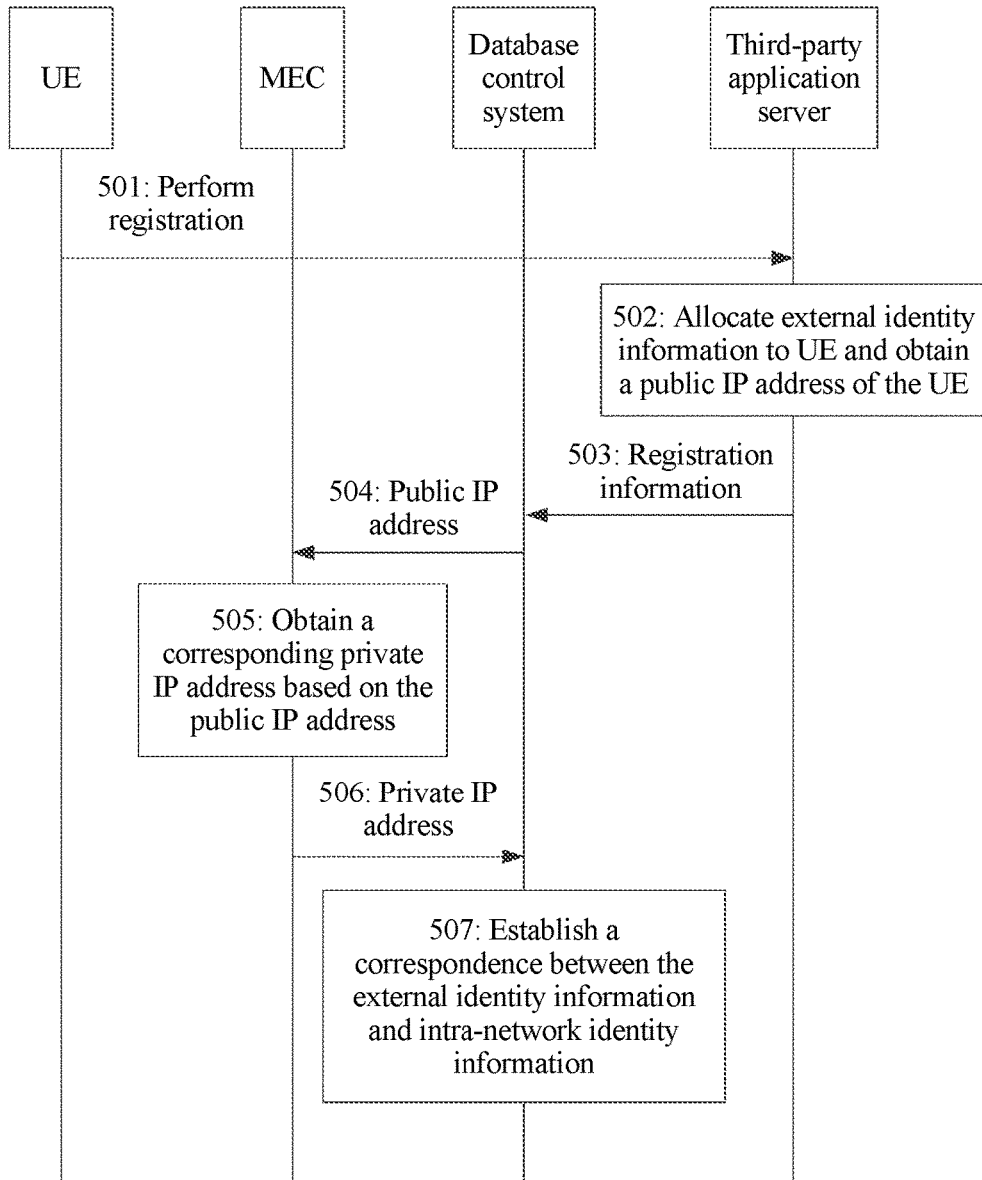 UE
MEC
Database
control
system
Third-party
application
server
501: Perform
registration
502: Allocate external identity
information to UE and obtain
a public IP address of the UE
503: Registration
information
504: Public IP
address
505: Obtain a
corresponding private
IP address based on the
public IP address
506: Private IP
address
507: Establish a
correspondence between the
external identity information
and intra-network identity
information